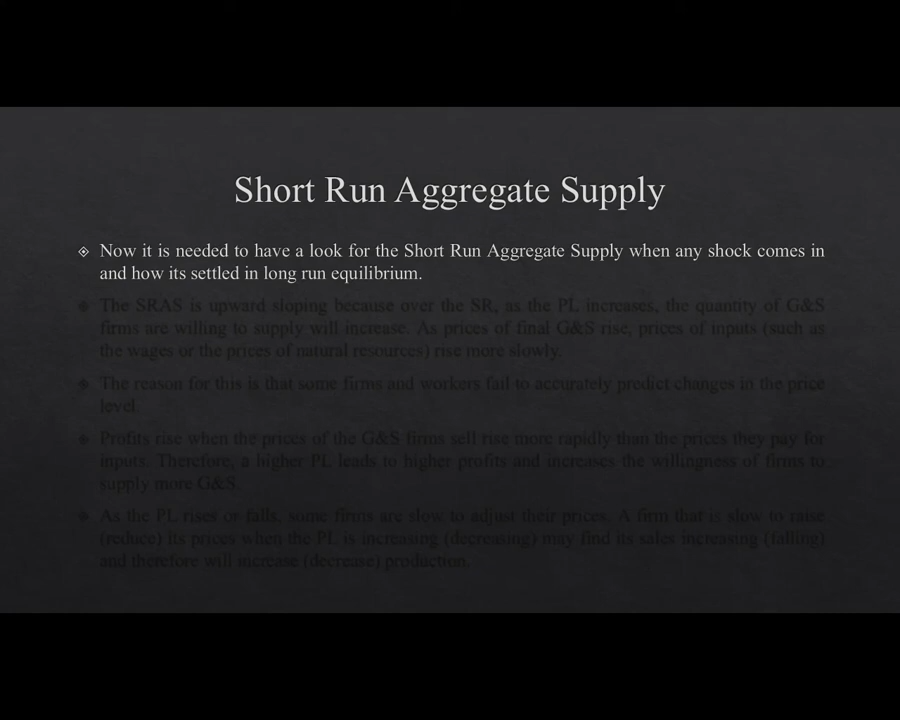 Short Run Aggregate Supply
Now it is needed to have a look for the Short Run Aggregate Supply when any shock comes in
and how its settled in long run equilibrium.
The SRAS is upward sloping because over the SR, as the PL increases, the quantity of G&S
firms are willing to supply will increase. As prices of final G&S rise, prices of inputs (such as
the wages or the prices of natural resources) rise more slowly.
The reason for this is that some firms and workers fail to accurately predict changes in the price
level.
Profits rise when the prices of the G&S firms sell rise more rapidly than the prices they pay for
inputs. Therefore, a higher PL leads to higher profits and increases the willingness of firms to
supply more G&S.
As the PL rises or falls, some firms are slow to adjust their prices. A firm that is slow to raise
(reduce) its prices when the PL is increasing (decreasing) may find its sales increasing (falling)
and therefore will increase (decrease) production.